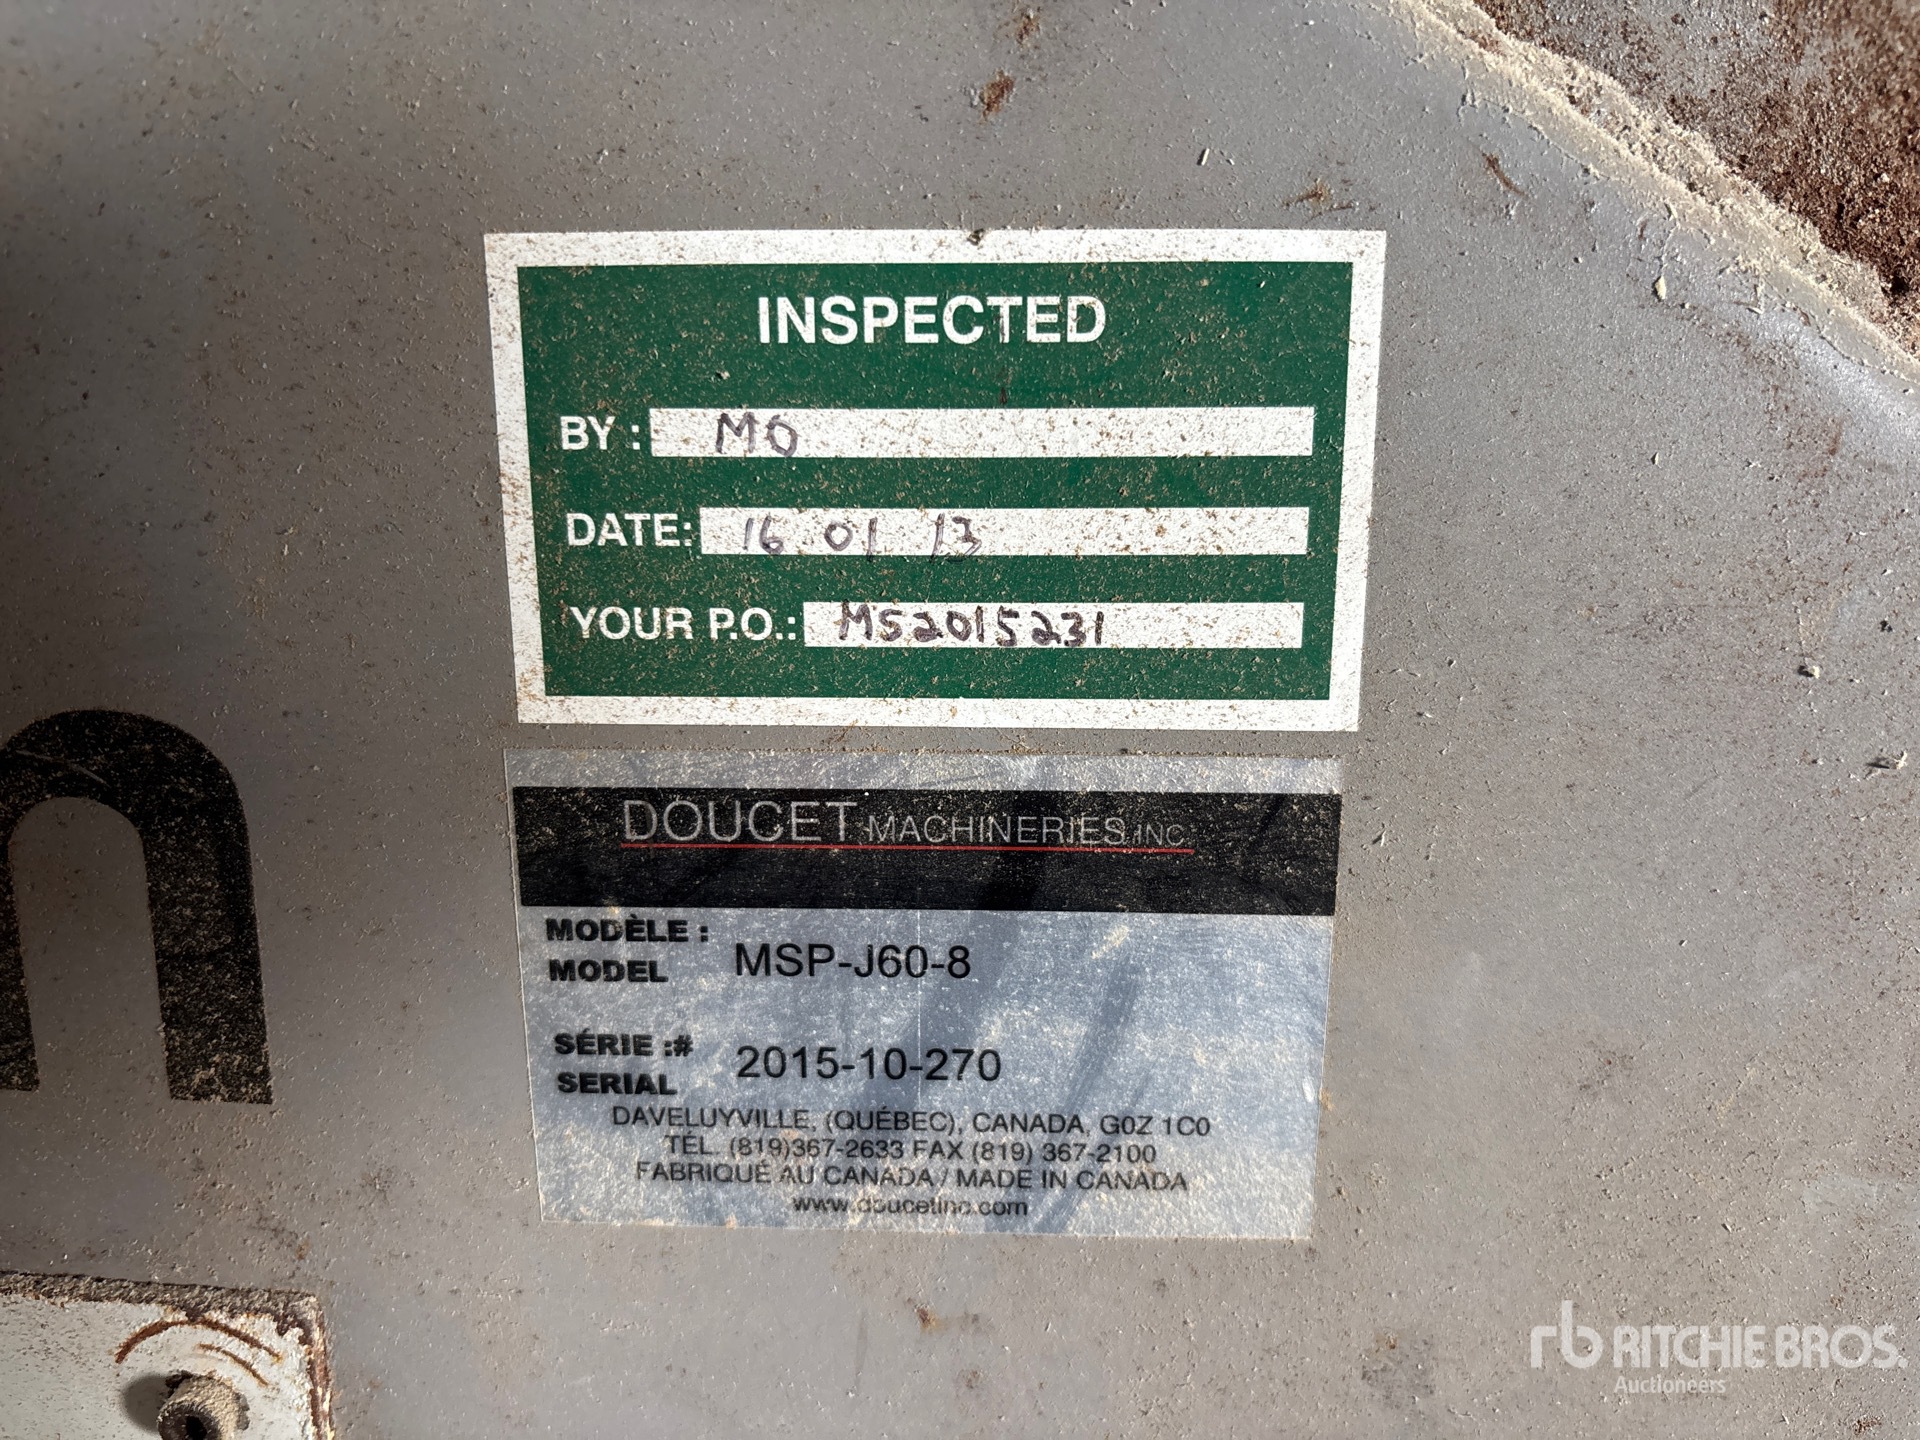 INSPECTED
BY : MO
DATE: 16 01 13
YOUR P.O.: MS2015231
n
DOUCET MACHINERIES INC
MODÈLE :
MODEL MSP-J60-8
SÉRIE :# 2015-10-270
SERIAL
DAVELUYVILLE, (QUÉBEC), CANADA, G0Z 1C0
TÉL. (819)367-2633 FAX (819) 367-2100
FABRIQUÉ AU CANADA / MADE IN CANADA
www.doucetinc.com
rb RITCHIE BROS.
Auctioneers